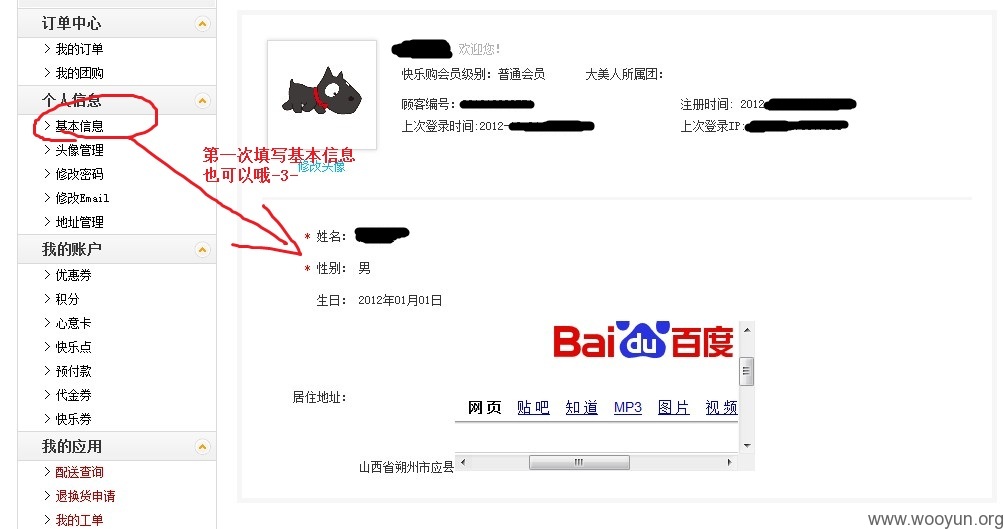 订单中心
我的订单
我的团购
个人信息
基本信息
头像管理
修改密码
修改Email
地址管理
我的账户
优惠券
积分
心意卡
快乐点
预付款
代金券
快乐券
我的应用
配送查询
退换货申请
我的工单
欢迎您！
快乐购会员级别：普通会员 大美人所属团：
顾客编号： 注册时间：2012
上次登录时间：2012- 上次登录IP：
第一次填写基本信息
也可以哦-3-
修改头像
* 姓名：
* 性别： 男
生日： 2012年01月01日
Bai du 百度
居住地址：
网页 贴吧 知道 MP3 图片 视频
山西省朔州市应县
www.wooyun.org